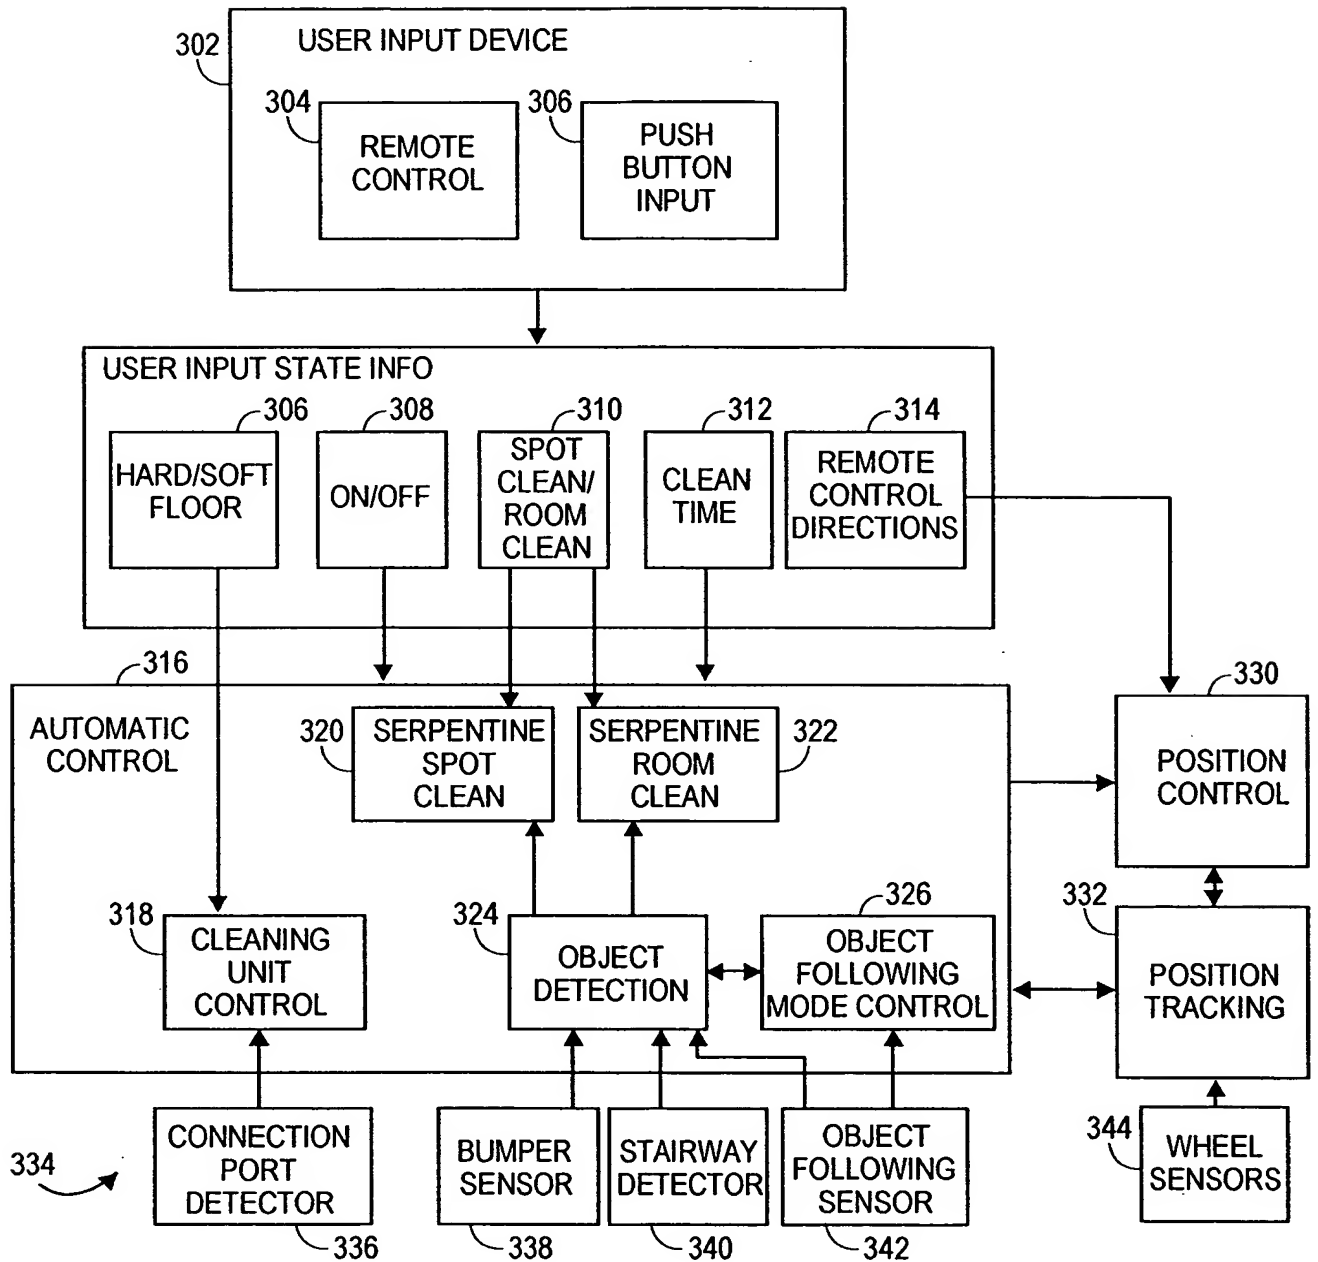 302
USER INPUT DEVICE
304
REMOTE
CONTROL
306
PUSH
BUTTON
INPUT
USER INPUT STATE INFO
306
HARD/SOFT
FLOOR
308
ON/OFF
310
SPOT
CLEAN/
ROOM
CLEAN
312
CLEAN
TIME
314
REMOTE
CONTROL
DIRECTIONS
316
AUTOMATIC
CONTROL
320
SERPENTINE
SPOT
CLEAN
SERPENTINE
ROOM
CLEAN
322
330
POSITION
CONTROL
318
CLEANING
UNIT
CONTROL
324
OBJECT
DETECTION
326
OBJECT
FOLLOWING
MODE CONTROL
332
POSITION
TRACKING
334
CONNECTION
PORT
DETECTOR
336
BUMPER
SENSOR
338
STAIRWAY
DETECTOR
340
OBJECT
FOLLOWING
SENSOR
342
344
WHEEL
SENSORS